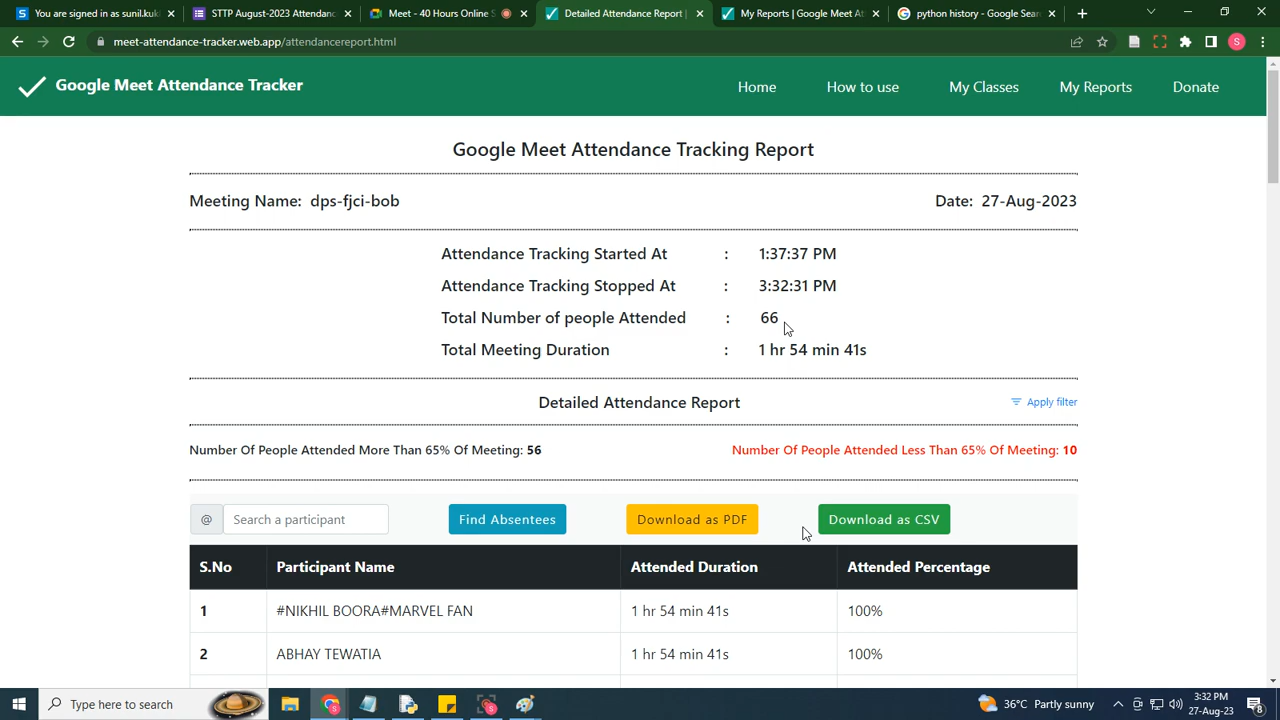 You are signed in as sunil.kuk
STTP August-2023 Attendanc
Meet - 40 Hours Online S
Detailed Attendance Report |
My Reports | Google Meet At
python history - Google Sear
meet-attendance-tracker.web.app/attendancereport.html
S
Google Meet Attendance Tracker
Home
How to use
My Classes
My Reports
Donate
Google Meet Attendance Tracking Report
Meeting Name: dps-fjci-bob
Date: 27-Aug-2023
Attendance Tracking Started At : 1:37:37 PM
Attendance Tracking Stopped At : 3:32:31 PM
Total Number of people Attended : 66
Total Meeting Duration : 1 hr 54 min 41s
Detailed Attendance Report
Apply filter
Number Of People Attended More Than 65% Of Meeting: 56
Number Of People Attended Less Than 65% Of Meeting: 10
@ Search a participant
Find Absentees
Download as PDF
Download as CSV
S.No Participant Name Attended Duration Attended Percentage
1 #NIKHIL BOORA#MARVEL FAN 1 hr 54 min 41s 100%
2 ABHAY TEWATIA 1 hr 54 min 41s 100%
Type here to search
36°C Partly sunny
3:32 PM
27-Aug-23
8